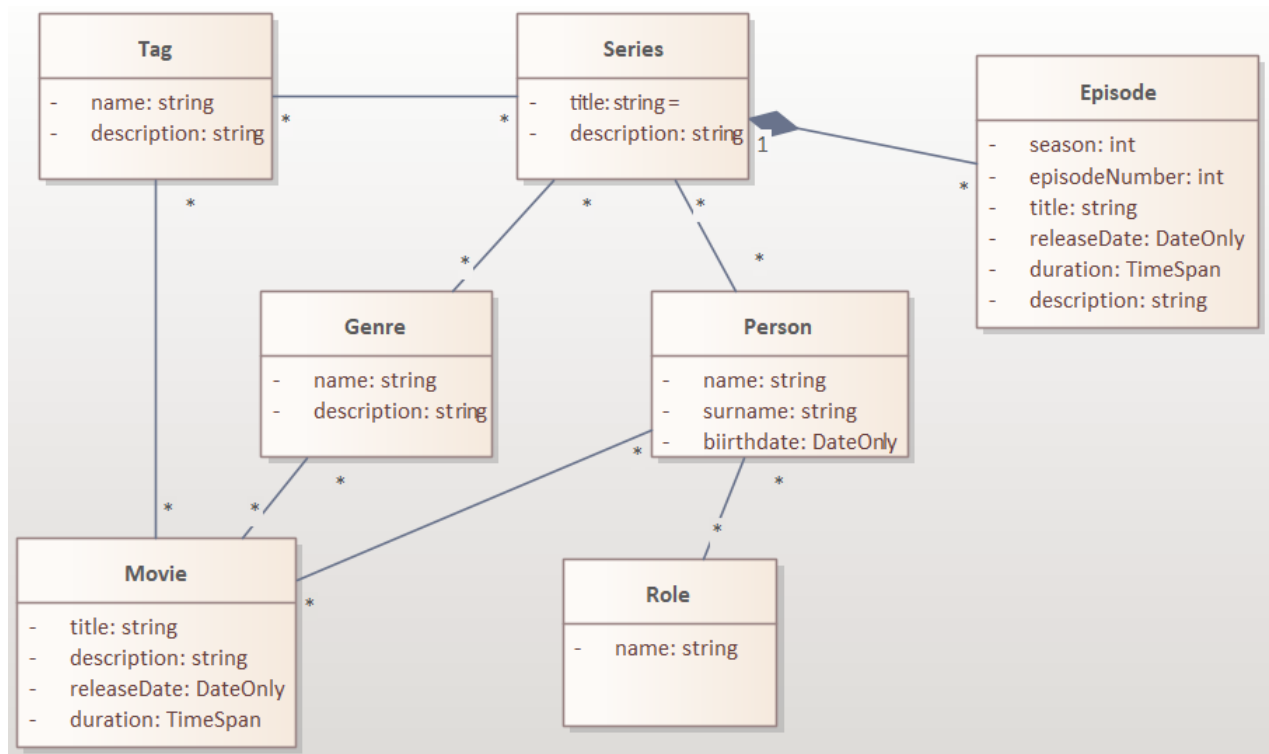 Tag
- name: string
- description: string
*
*
Series
- title: string =
- description: string
1
*
Episode
- season: int
- episodeNumber: int
- title: string
- releaseDate: DateOnly
- duration: TimeSpan
- description: string
*
*
*
*
*
Genre
- name: string
- description: string
Person
- name: string
- surname: string
- biirthdate: DateOnly
*
*
*
*
*
*
*
Movie
- title: string
- description: string
- releaseDate: DateOnly
- duration: TimeSpan
*
Role
- name: string